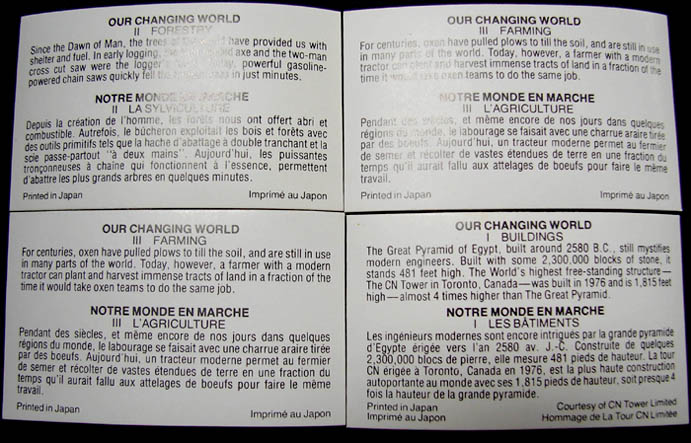 OUR CHANGING WORLD
II FORESTRY
Since the Dawn of Man, the trees of have provided us with
shelter and fuel. In early logging, the axe and the two-man
cross cut saw were the logger's powerful gasoline-
powered chain saws quickly fell the in just minutes.
NOTRE MONDE EN MARCHE
II LA SYLVICULTURE
Depuis la création de l'homme, les forêts nous ont offert abri et
combustible. Autrefois, le bûcheron exploitait les bois et forêts avec
des outils primitifs tels que la hache d'abattage à double tranchant et la
scie passe-partout "à deux mains". Aujourd'hui, les puissantes
tronçonneuses à chaine qui fonctionnent à l'essence, permettent
d'abattre les plus grands arbres en quelques minutes.
Printed in Japan Imprimé au Japon
OUR CHANGING WORLD
III FARMING
For centuries, oxen have pulled plows to till the soil, and are still in use
in many parts of the world. Today, however, a farmer with a modern
tractor can plant and harvest immense tracts of land in a fraction of the
time it would take oxen teams to do the same job.
NOTRE MONDE EN MARCHE
III L'AGRICULTURE
Pendant des siècles, et même encore de nos jours dans quelques
régions du monde, le labourage se faisait avec une charrue araire tirée
par des boeufs. Aujourd'hui, un tracteur moderne permet au fermier
de semer et récolter de vastes étendues de terre en une fraction du
temps qu'il aurait fallu aux attelages de boeufs pour faire le même
travail.
Printed in Japan Imprimé au Japon
OUR CHANGING WORLD
III FARMING
For centuries, oxen have pulled plows to till the soil, and are still in use
in many parts of the world. Today, however, a farmer with a modern
tractor can plant and harvest immense tracts of land in a fraction of the
time it would take oxen teams to do the same job.
NOTRE MONDE EN MARCHE
III L'AGRICULTURE
Pendant des siècles, et même encore de nos jours dans quelques
régions du monde, le labourage se faisait avec une charrue araire tirée
par des boeufs. Aujourd'hui, un tracteur moderne permet au fermier
de semer et récolter de vastes étendues de terre en une fraction du
temps qu'il aurait fallu aux attelages de boeufs pour faire le même
travail.
Printed in Japan Imprimé au Japon
OUR CHANGING WORLD
I BUILDINGS
The Great Pyramid of Egypt, built around 2580 B.C., still mystifies
modern engineers. Built with some 2,300,000 blocks of stone, it
stands 481 feet high. The World's highest free-standing structure—
The CN Tower in Toronto, Canada—was built in 1976 and is 1,815 feet
high—almost 4 times higher than The Great Pyramid.
NOTRE MONDE EN MARCHE
I LES BÂTIMENTS
Les ingénieurs modernes sont encore intrigués par la grande pyramide
d'Egypte érigée vers l'an 2580 av. J.-C. Construite de quelques
2,300,000 blocs de pierre, elle mesure 481 pieds de hauteur. La tour
CN érigée à Toronto, Canada en 1976, est la plus haute construction
autoportante au monde avec ses 1,815 pieds de hauteur, soit presque 4
fois la hauteur de la grande pyramide.
Printed in Japan Courtesy of CN Tower Limited
Imprimé au Japon Hommage de La Tour CN Limitée